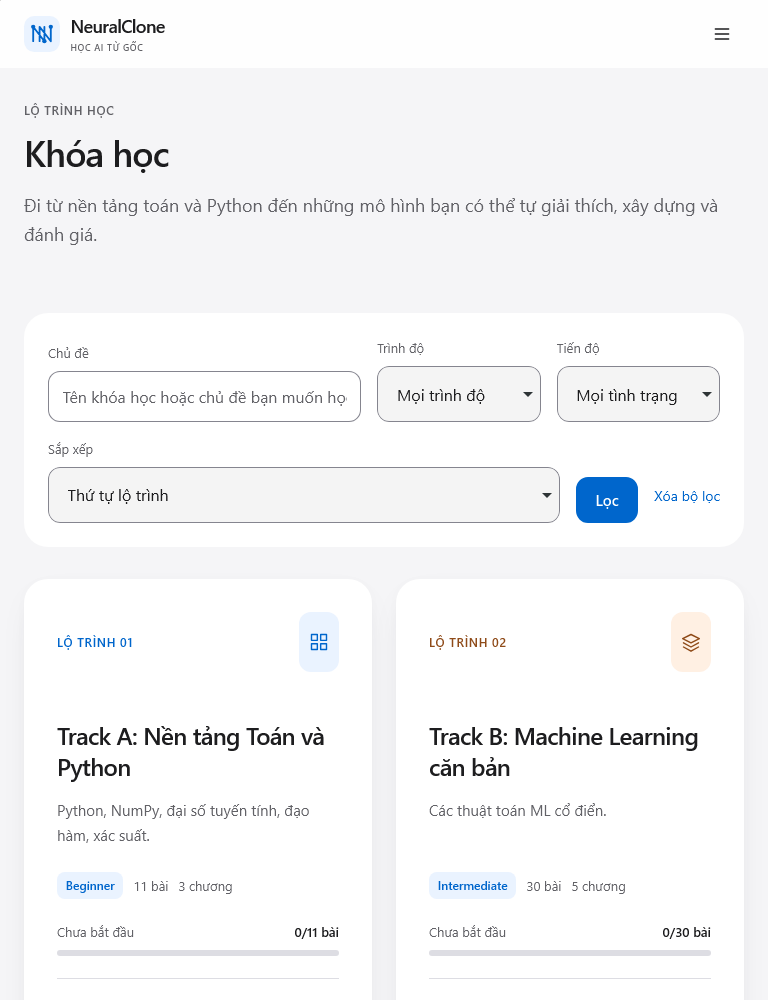 NeuralClone
HỌC AI TỪ GỐC
LỘ TRÌNH HỌC
Khóa học
Đi từ nền tảng toán và Python đến những mô hình bạn có thể tự giải thích, xây dựng và
đánh giá.
Chủ đề
Trình độ
Tiến độ
Tên khóa học hoặc chủ đề bạn muốn họ
Mọi trình độ
Mọi tình trạng
Sắp xếp
Thứ tự lộ trình
Lọc
Xóa bộ lọc
LỘ TRÌNH 01
Track A: Nền tảng Toán và
Python
Python, NumPy, đại số tuyến tính, đạo
hàm, xác suất.
Beginner 11 bài 3 chương
Chưa bắt đầu 0/11 bài
LỘ TRÌNH 02
Track B: Machine Learning
căn bản
Các thuật toán ML cổ điển.
Intermediate 30 bài 5 chương
Chưa bắt đầu 0/30 bài